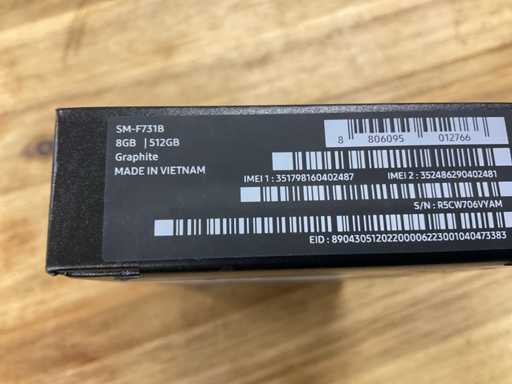 SM-F731B
8GB | 512GB
Graphite
MADE IN VIETNAM
8 806095 012766
IMEI 1 : 351798160402487 IMEI 2 : 352486290402481
S/N : R5CW706VYAM
EID : 89043051202200006223001040473383